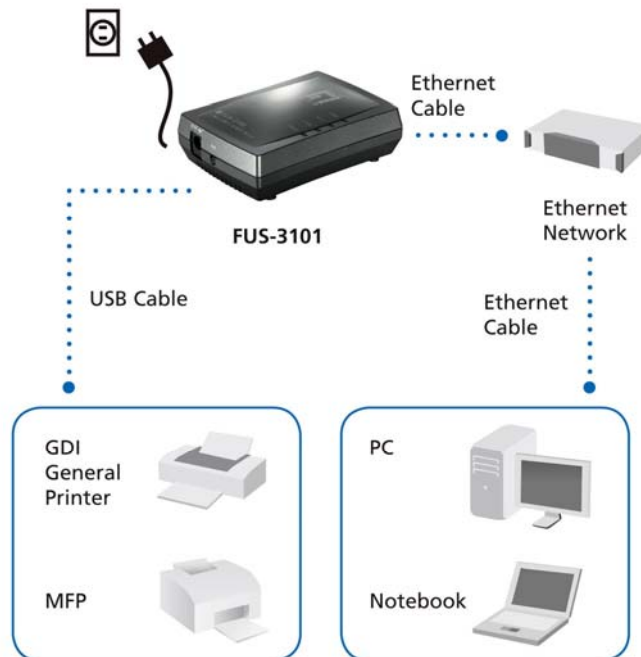 Ethernet
Cable
FUS-3101
Ethernet
Network
USB Cable
Ethernet
Cable
GDI
General
Printer
MFP
PC
Notebook